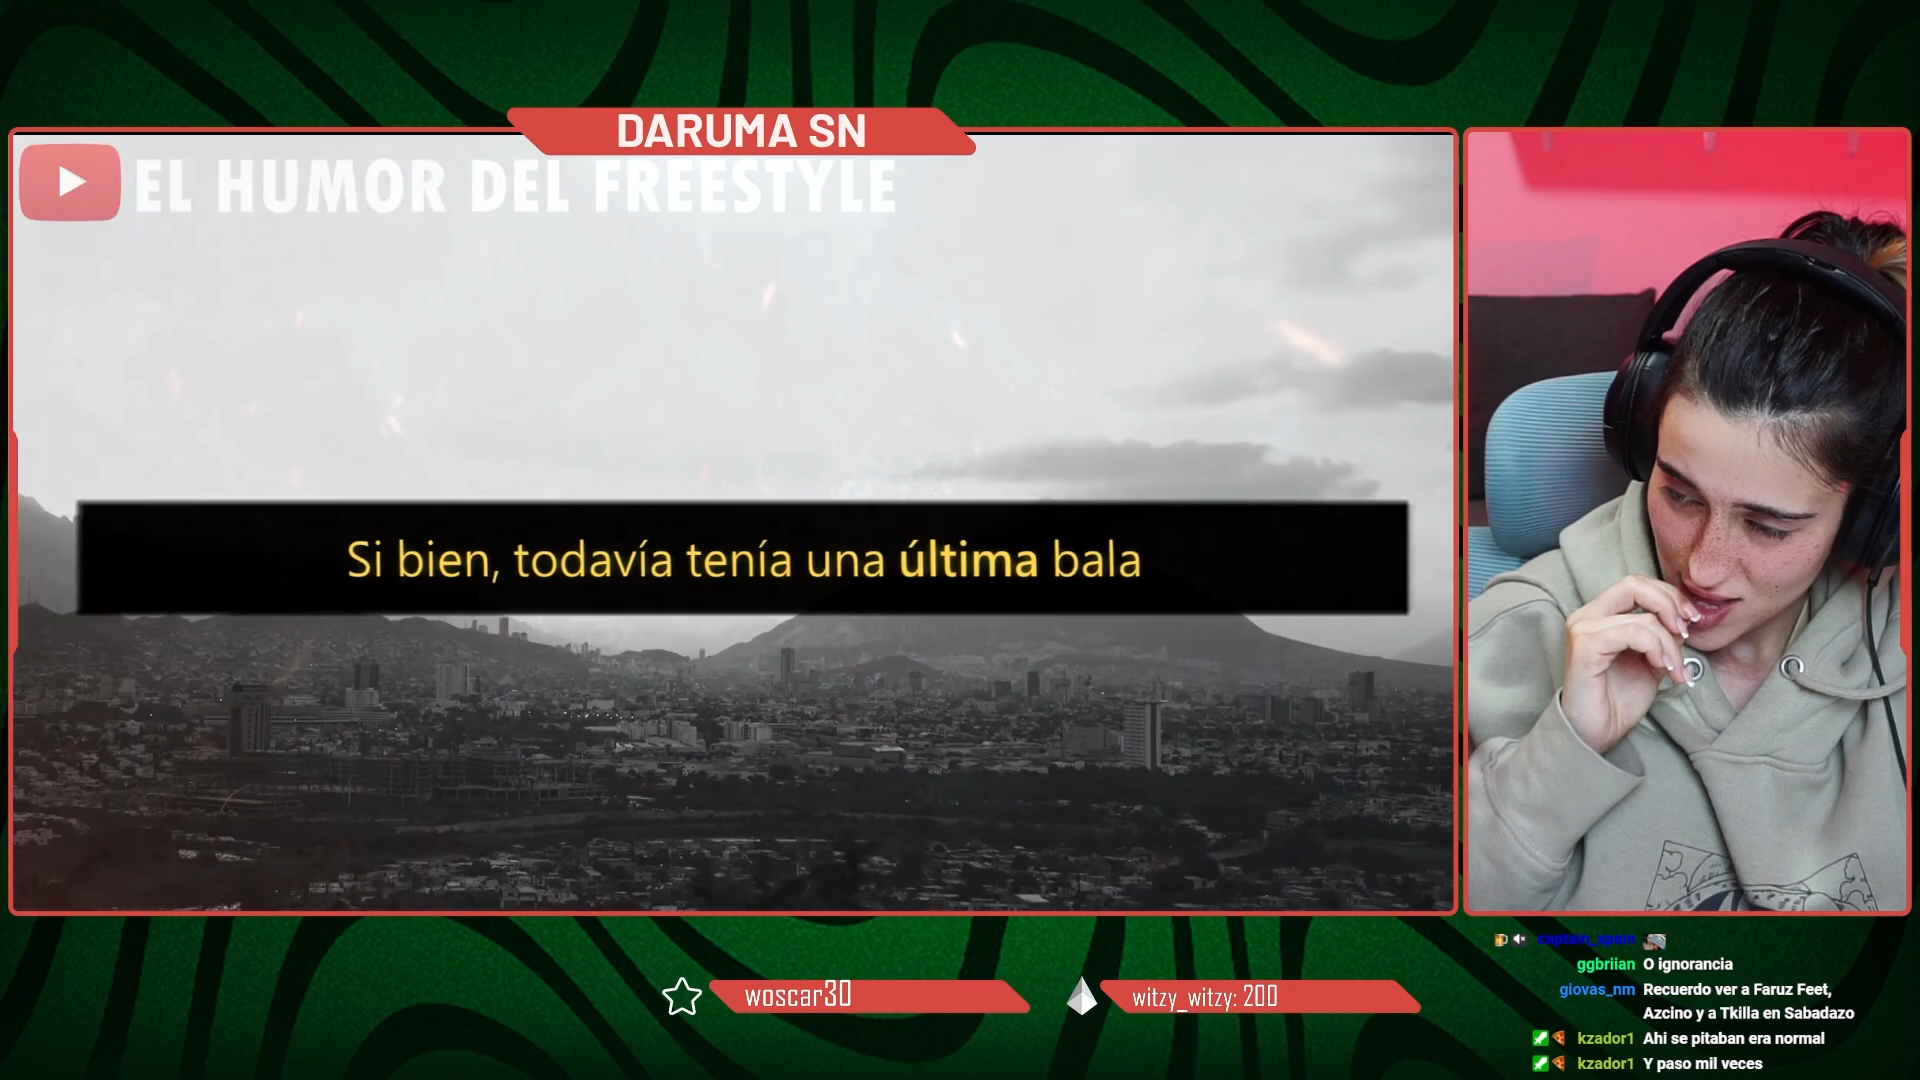 DARUMA SN
EL HUMOR DEL FREESTYLE
Si bien, todavía tenía una última bala
woscar30
witzy_witzy: 200
captain_spam
ggbriian O ignorancia
giovas_nm Recuerdo ver a Faruz Feet,
Azcino y a Tkilla en Sabadazo
kzador1 Ahi se pitaban era normal
kzador1 Y paso mil veces